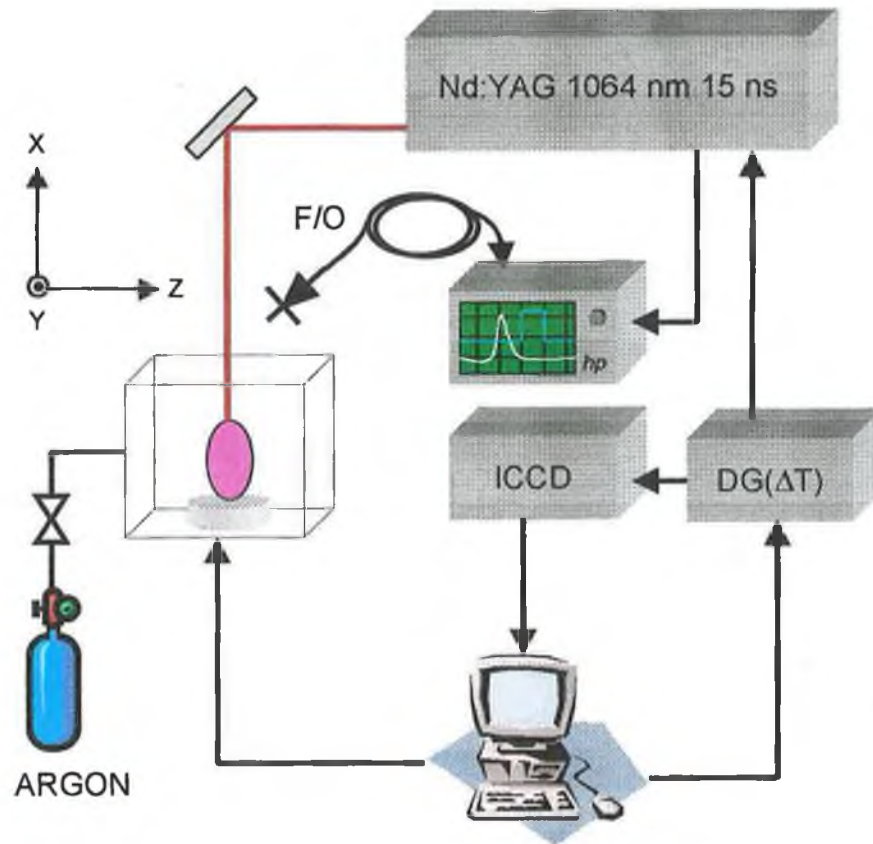 Nd:YAG 1064 nm 15 ns
X
F/O
Z
Y
hp
ICCD
DG(ΔT)
ARGON